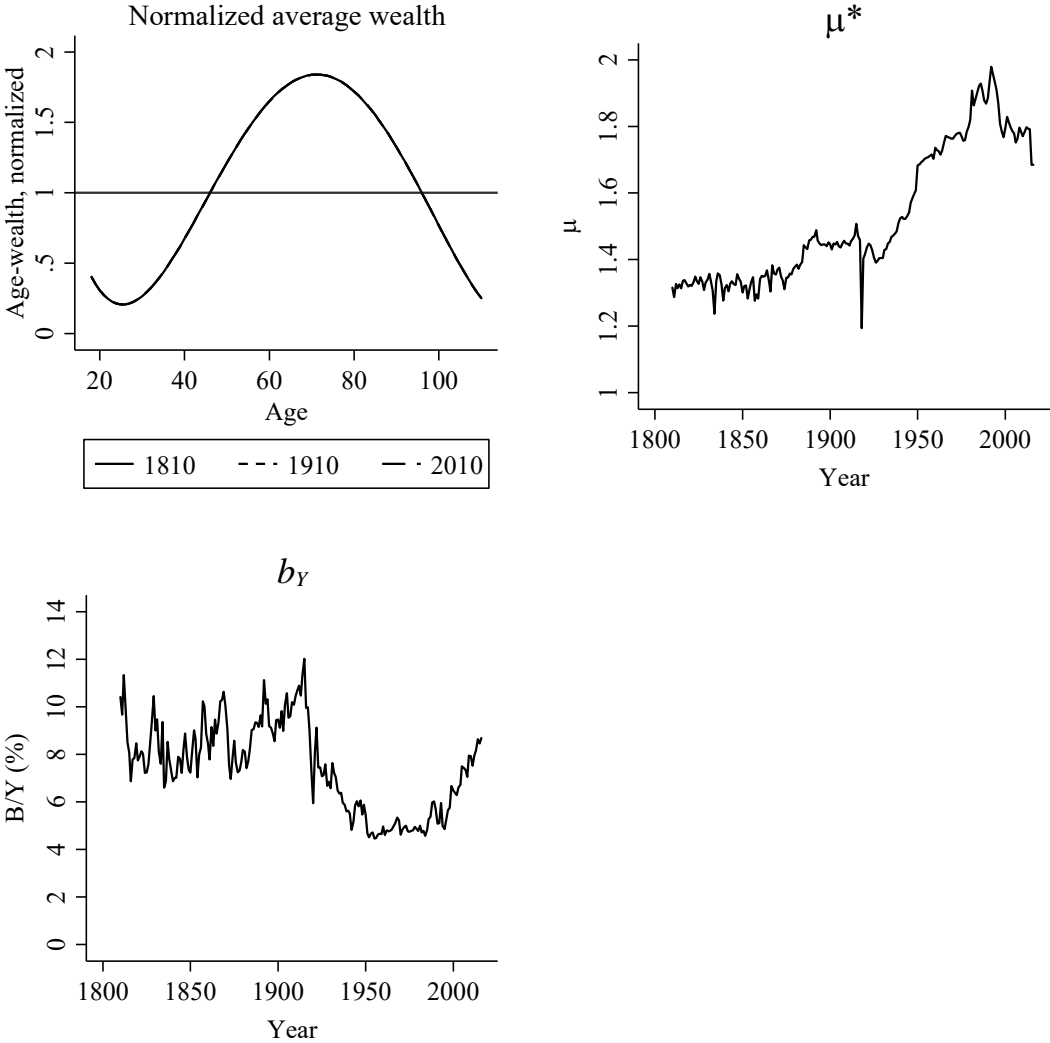 Normalized average wealth
Age-wealth, normalized
2
1.5
1
.5
0
20 40 60 80 100
Age
1810 1910 2010
μ*
μ
2
1.8
1.6
1.4
1.2
1
1800 1850 1900 1950 2000
Year
bY
B/Y (%)
14
12
10
8
6
4
2
0
1800 1850 1900 1950 2000
Year